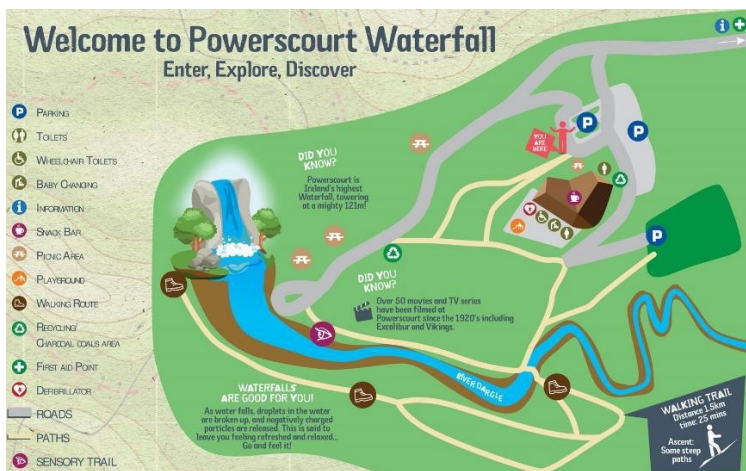 Welcome to Powerscourt Waterfall
Enter, Explore, Discover
PARKING
TOILETS
WHEELCHAIR TOILETS
BABY CHANGING
INFORMATION
SNACK BAR
PICNIC AREA
PLAYGROUND
WALKING ROUTE
RECYCLING/
CHARCOAL COALS AREA
FIRST AID POINT
DEFIBRILLATOR
ROADS
PATHS
SENSORY TRAIL
DID YOU
KNOW?
Powerscourt is
Ireland's highest
Waterfall, towering
at a mighty 121m!
YOU
ARE
HERE
P
P
P
DID YOU
KNOW?
Over 50 movies and TV series
have been filmed at
Powerscourt since the 1920's including
Excalibur and Vikings.
RIVER DARGLE
WATERFALLS
ARE GOOD FOR YOU!
As water falls, droplets in the water
are broken up, and negatively charged
particles are released. This is said to
leave you feeling refreshed and relaxed...
Go and feel it!
WALKING TRAIL
Distance 1.5km
time: 25 mins
Ascent:
Some steep
paths